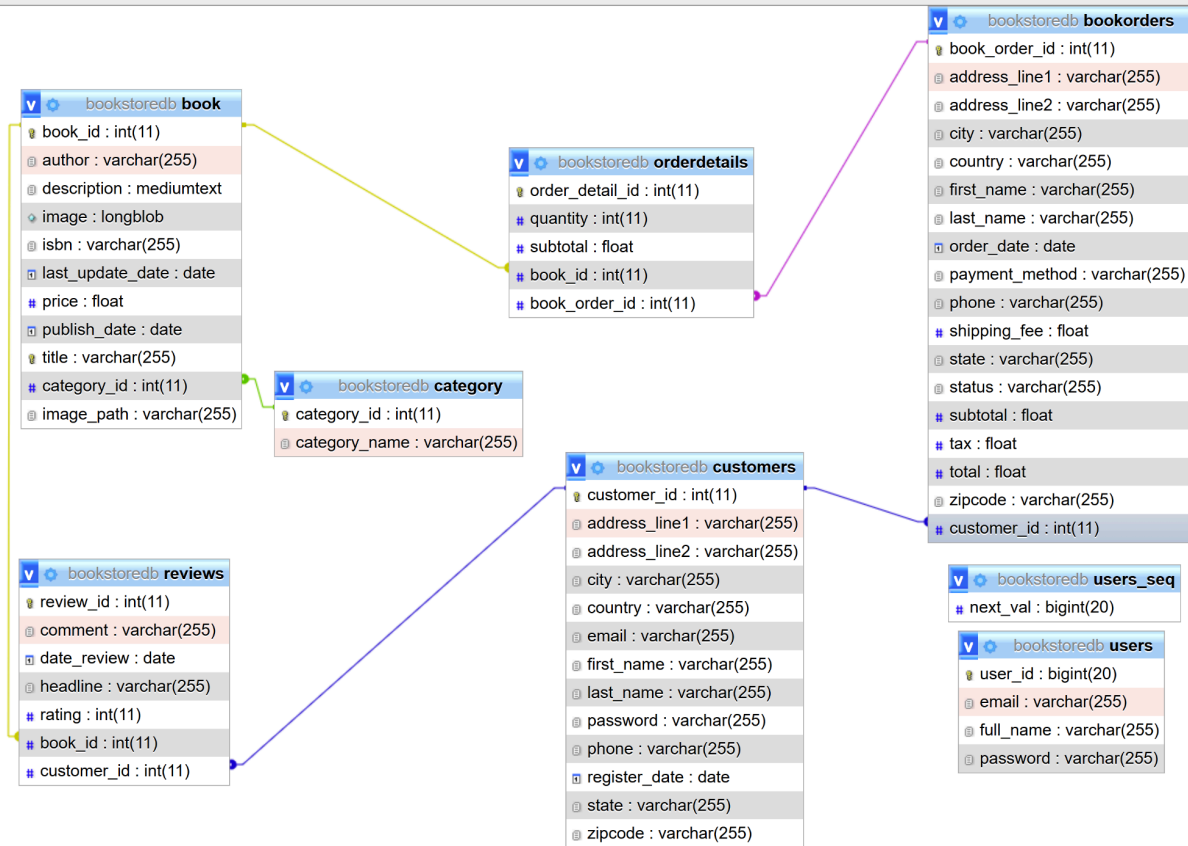 bookstoredb book
book_id : int(11)
author : varchar(255)
description : mediumtext
image : longblob
isbn : varchar(255)
last_update_date : date
price : float
publish_date : date
title : varchar(255)
category_id : int(11)
image_path : varchar(255)
bookstoredb category
category_id : int(11)
category_name : varchar(255)
bookstoredb reviews
review_id : int(11)
comment : varchar(255)
date_review : date
headline : varchar(255)
rating : int(11)
book_id : int(11)
customer_id : int(11)
bookstoredb orderdetails
order_detail_id : int(11)
quantity : int(11)
subtotal : float
book_id : int(11)
book_order_id : int(11)
bookstoredb customers
customer_id : int(11)
address_line1 : varchar(255)
address_line2 : varchar(255)
city : varchar(255)
country : varchar(255)
email : varchar(255)
first_name : varchar(255)
last_name : varchar(255)
password : varchar(255)
phone : varchar(255)
register_date : date
state : varchar(255)
zipcode : varchar(255)
bookstoredb bookorders
book_order_id : int(11)
address_line1 : varchar(255)
address_line2 : varchar(255)
city : varchar(255)
country : varchar(255)
first_name : varchar(255)
last_name : varchar(255)
order_date : date
payment_method : varchar(255)
phone : varchar(255)
shipping_fee : float
state : varchar(255)
status : varchar(255)
subtotal : float
tax : float
total : float
zipcode : varchar(255)
customer_id : int(11)
bookstoredb users_seq
next_val : bigint(20)
bookstoredb users
user_id : bigint(20)
email : varchar(255)
full_name : varchar(255)
password : varchar(255)